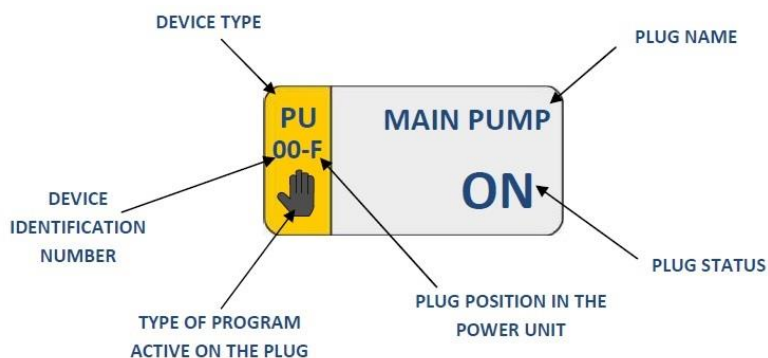 DEVICE TYPE
PLUG NAME
PU
00-F
MAIN PUMP
ON
DEVICE
IDENTIFICATION
NUMBER
PLUG STATUS
TYPE OF PROGRAM
ACTIVE ON THE PLUG
PLUG POSITION IN THE
POWER UNIT